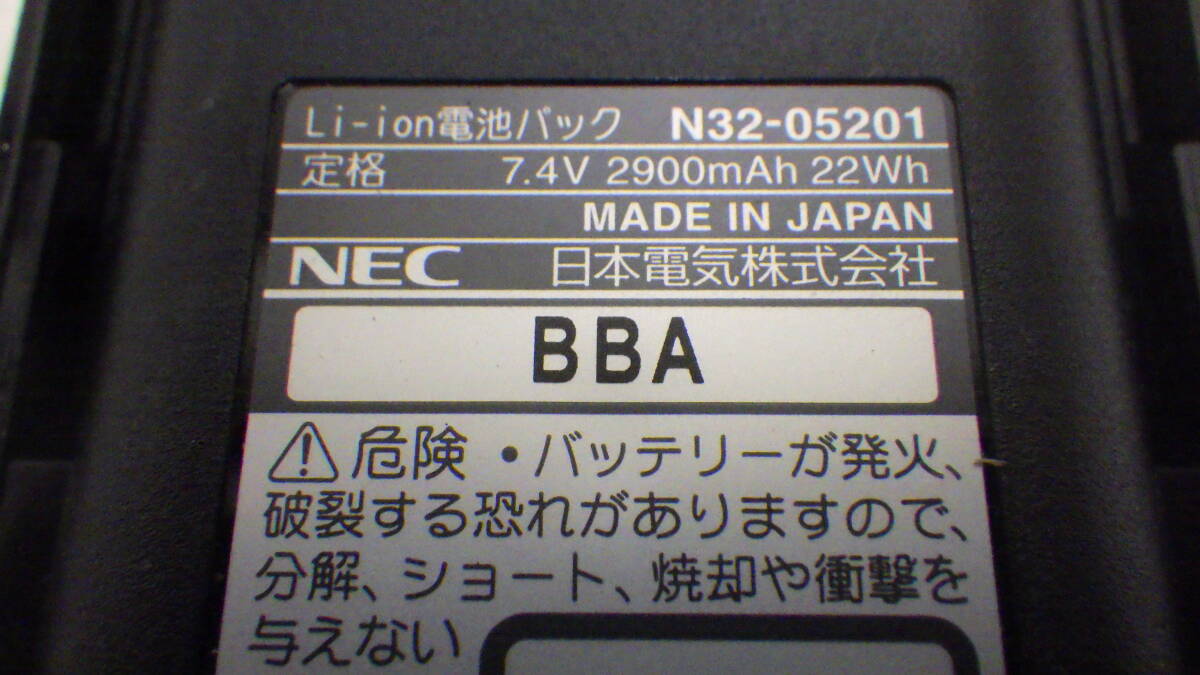 Li-ion電池パック N32-05201
定格 7.4V 2900mAh 22Wh
MADE IN JAPAN
NEC 日本電気株式会社
BBA
⚠危険・バッテリーが発火、
破裂する恐れがありますので、
分解、ショート、焼却や衝撃を
与えない